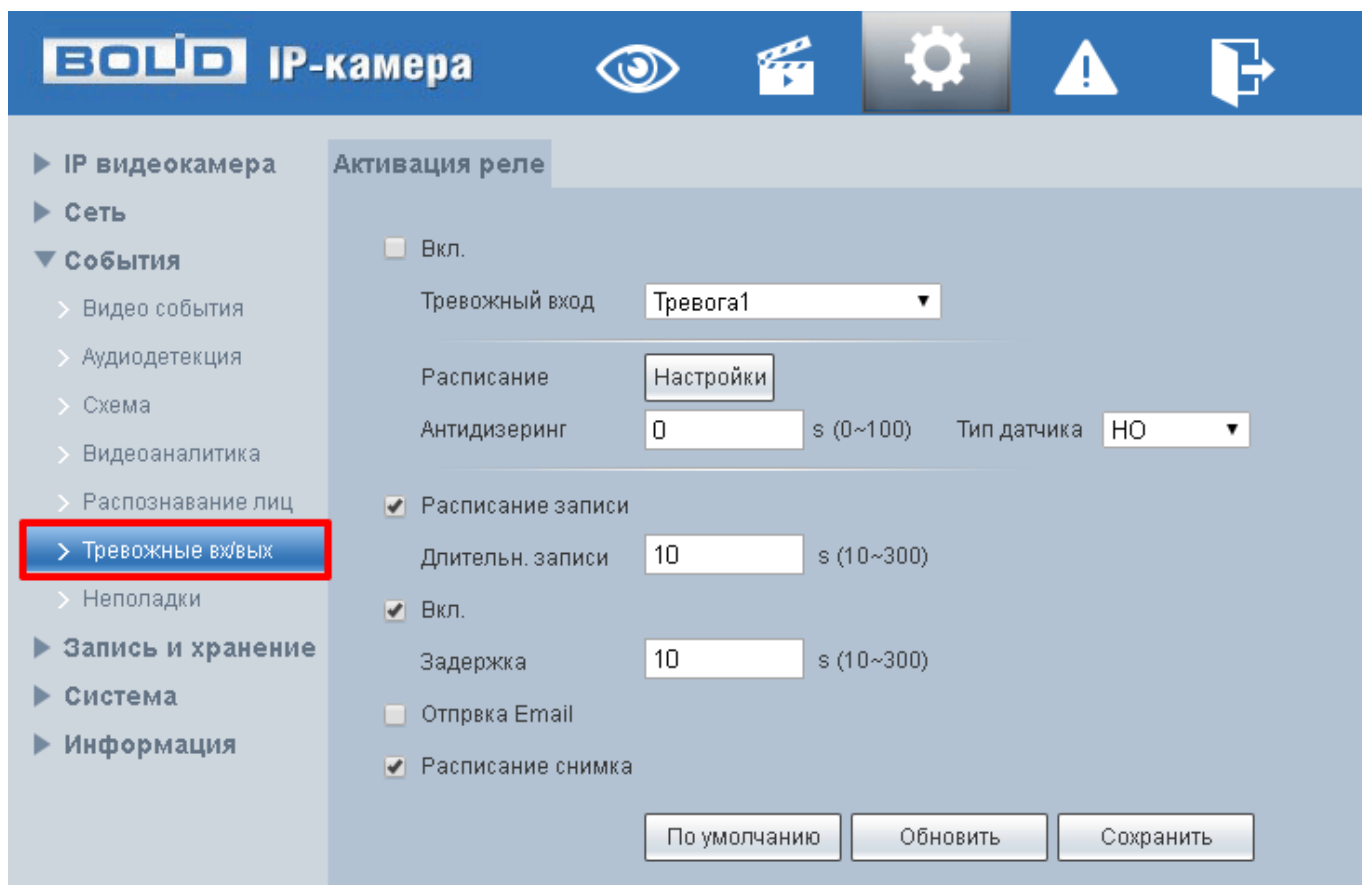 BOLID IP-камера
IP видеокамера
Сеть
События
Видео события
Аудиодетекция
Схема
Видеоаналитика
Распознавание лиц
Тревожные вх/вых
Неполадки
Запись и хранение
Система
Информация
Активация реле
Вкл.
Тревожный вход Тревога1
Расписание Настройки
Антидизеринг 0 s (0~100) Тип датчика НО
Расписание записи
Длительн. записи 10 s (10~300)
Вкл.
Задержка 10 s (10~300)
Отпрвка Email
Расписание снимка
По умолчанию Обновить Сохранить